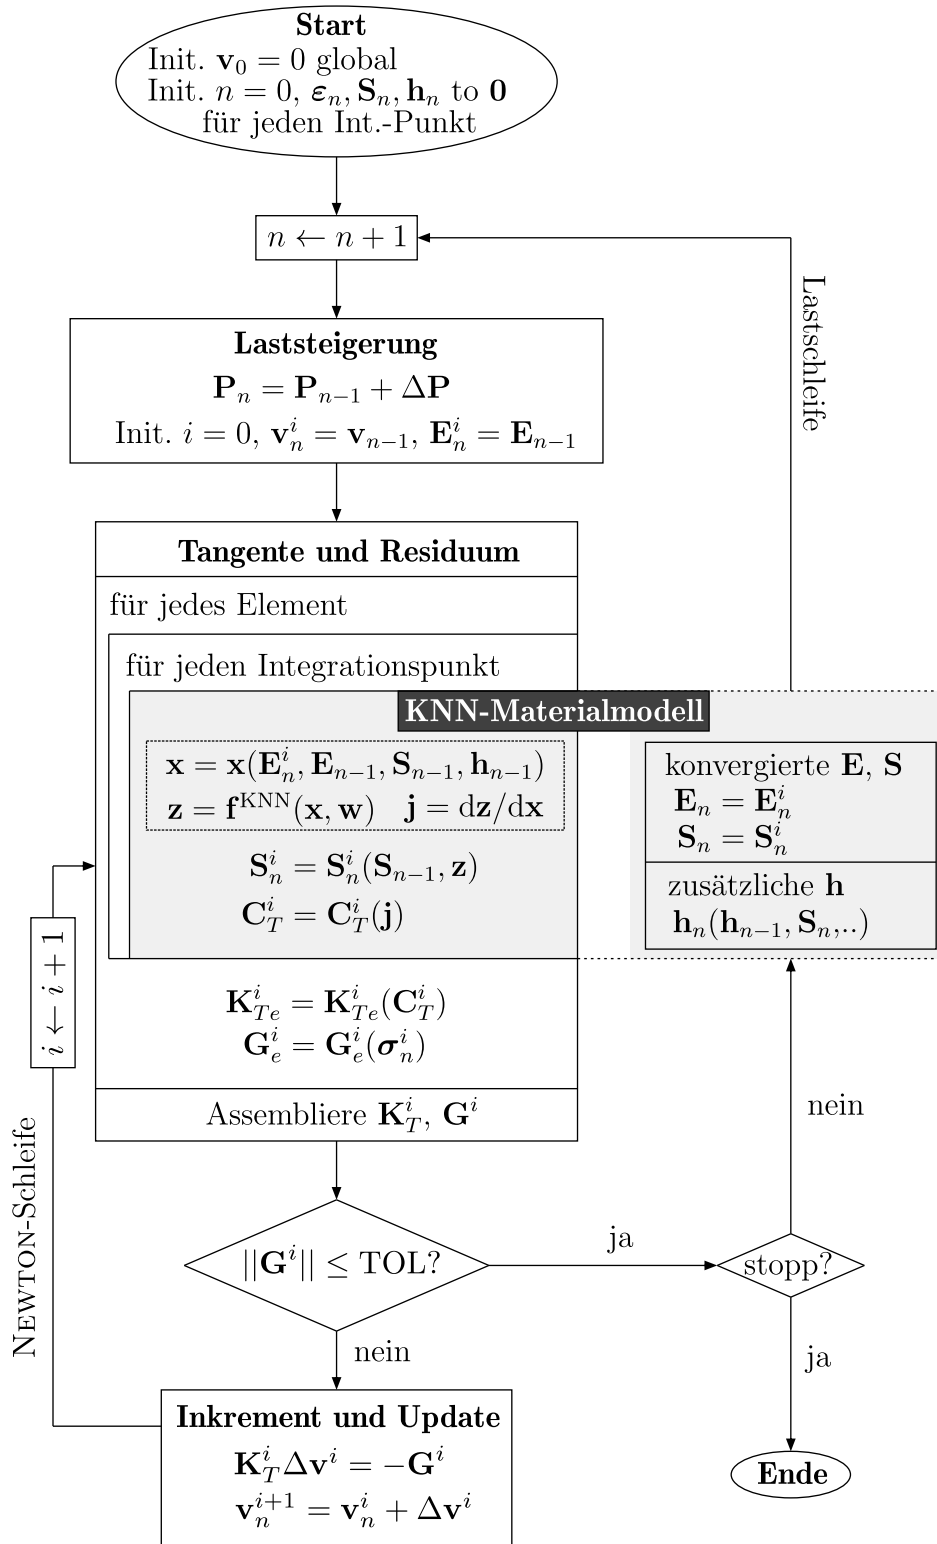 Start
Init. v₀ = 0 global
Init. n = 0, εₙ, Sₙ, hₙ to 0
für jeden Int.-Punkt
n ← n + 1
Lastschleife
Laststeigerung
Pₙ = Pₙ₋₁ + ΔP
Init. i = 0, vₙⁱ = vₙ₋₁, Eₙⁱ = Eₙ₋₁
Tangente und Residuum
für jedes Element
für jeden Integrationspunkt
KNN-Materialmodell
x = x(Eₙⁱ, Eₙ₋₁, Sₙ₋₁, hₙ₋₁)
z = f^KNN(x, w) j = dz/dx
Sₙⁱ = Sₙⁱ(Sₙ₋₁, z)
C_Tⁱ = C_Tⁱ(j)
konvergierte E, S
Eₙ = Eₙⁱ
Sₙ = Sₙⁱ
zusätzliche h
hₙ(hₙ₋₁, Sₙ,..)
K_Teⁱ = K_Teⁱ(C_Tⁱ)
G_eⁱ = G_eⁱ(σₙⁱ)
Assembliere K_Tⁱ, Gⁱ
i ← i + 1
NEWTON-Schleife
||Gⁱ|| ≤ TOL?
ja
stopp?
nein
nein
ja
Inkrement und Update
K_TⁱΔvⁱ = −Gⁱ
vₙⁱ⁺¹ = vₙⁱ + Δvⁱ
Ende